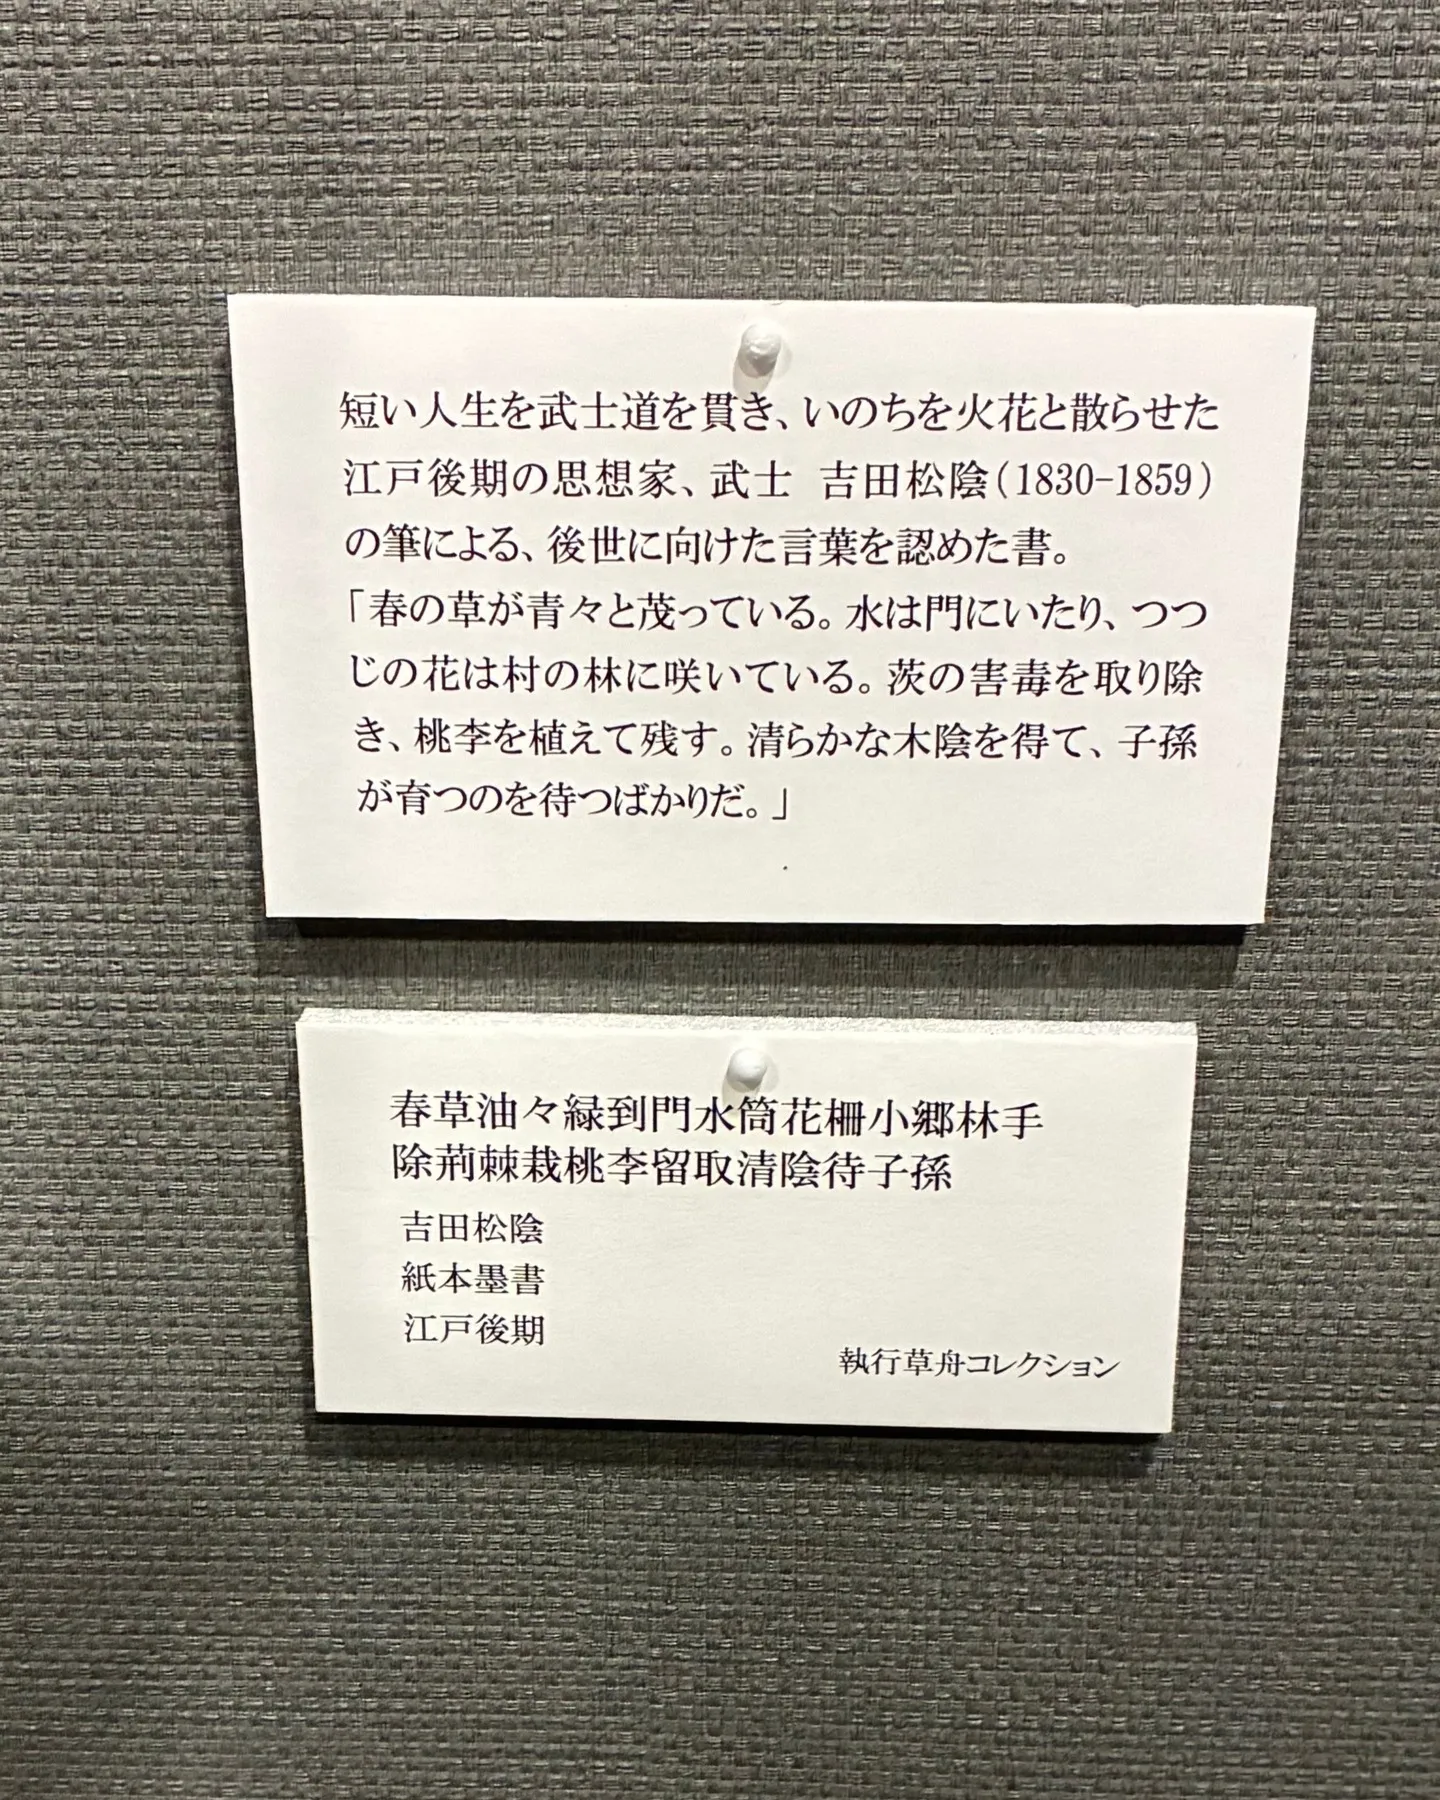 短い人生を武士道を貫き、いのちを火花と散らせた
江戸後期の思想家、武士　吉田松陰（1830-1859）
の筆による、後世に向けた言葉を認めた書。
「春の草が青々と茂っている。水は門にいたり、つつ
じの花は村の林に咲いている。茨の害毒を取り除
き、桃李を植えて残す。清らかな木陰を得て、子孫
が育つのを待つばかりだ。」
春草油々緑到門水筒花柵小郷林手
除荊棘栽桃李留取清陰待子孫
吉田松陰
紙本墨書
江戸後期
執行草舟コレクション